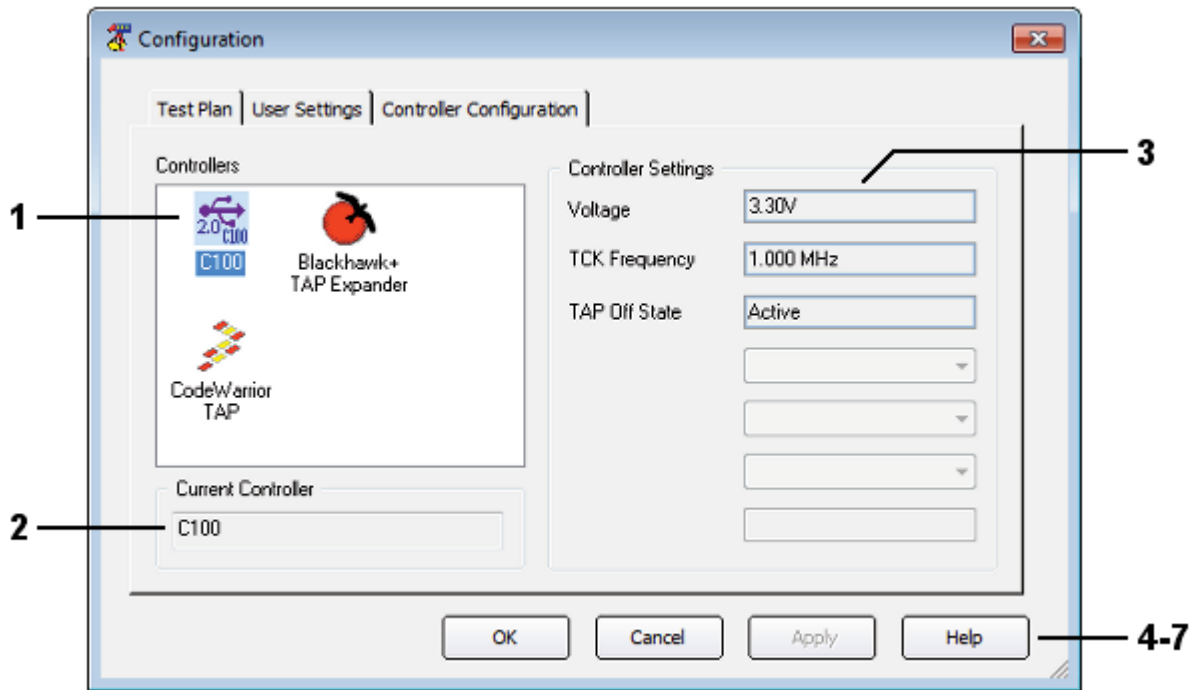 Configuration
Test Plan
User Settings
Controller Configuration
Controllers
2.0
C100
C100
Blackhawk+
TAP Expander
CodeWarrior
TAP
Current Controller
C100
Controller Settings
Voltage
3.30V
TCK Frequency
1.000 MHz
TAP Off State
Active
OK
Cancel
Apply
Help
1
2
3
4-7